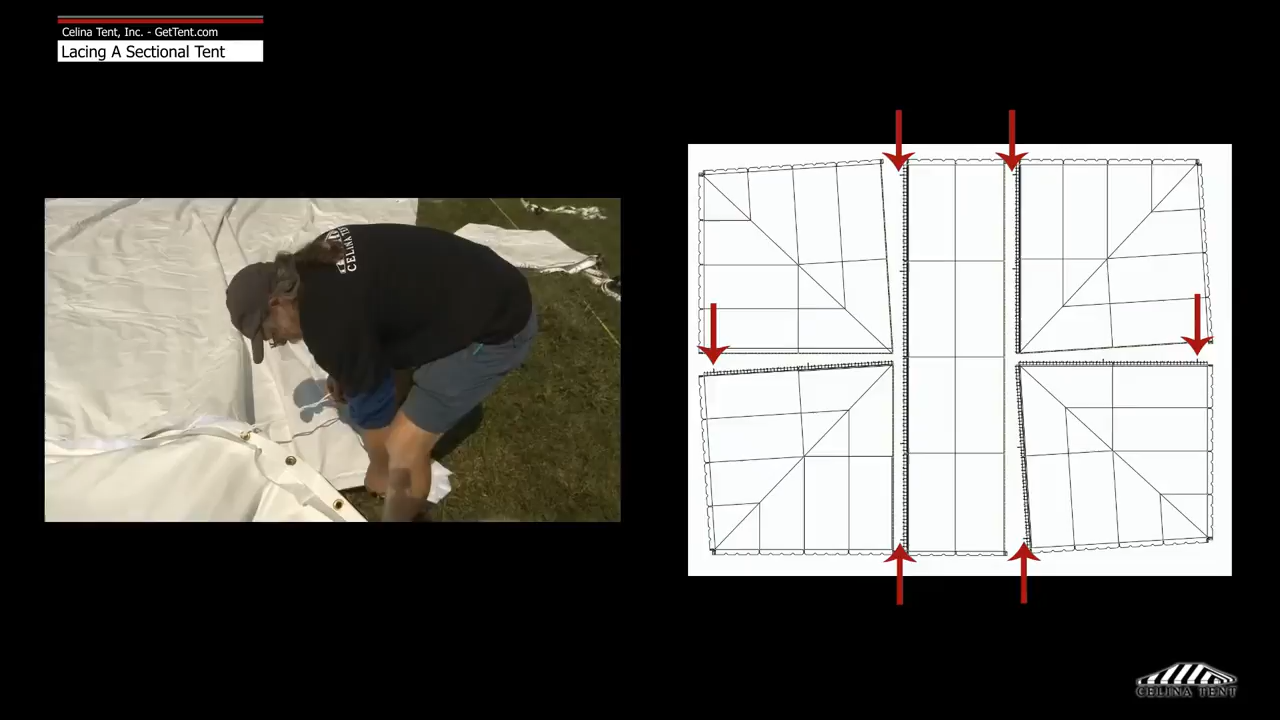 Celina Tent, Inc. - GetTent.com
Lacing A Sectional Tent
CELINA TENT